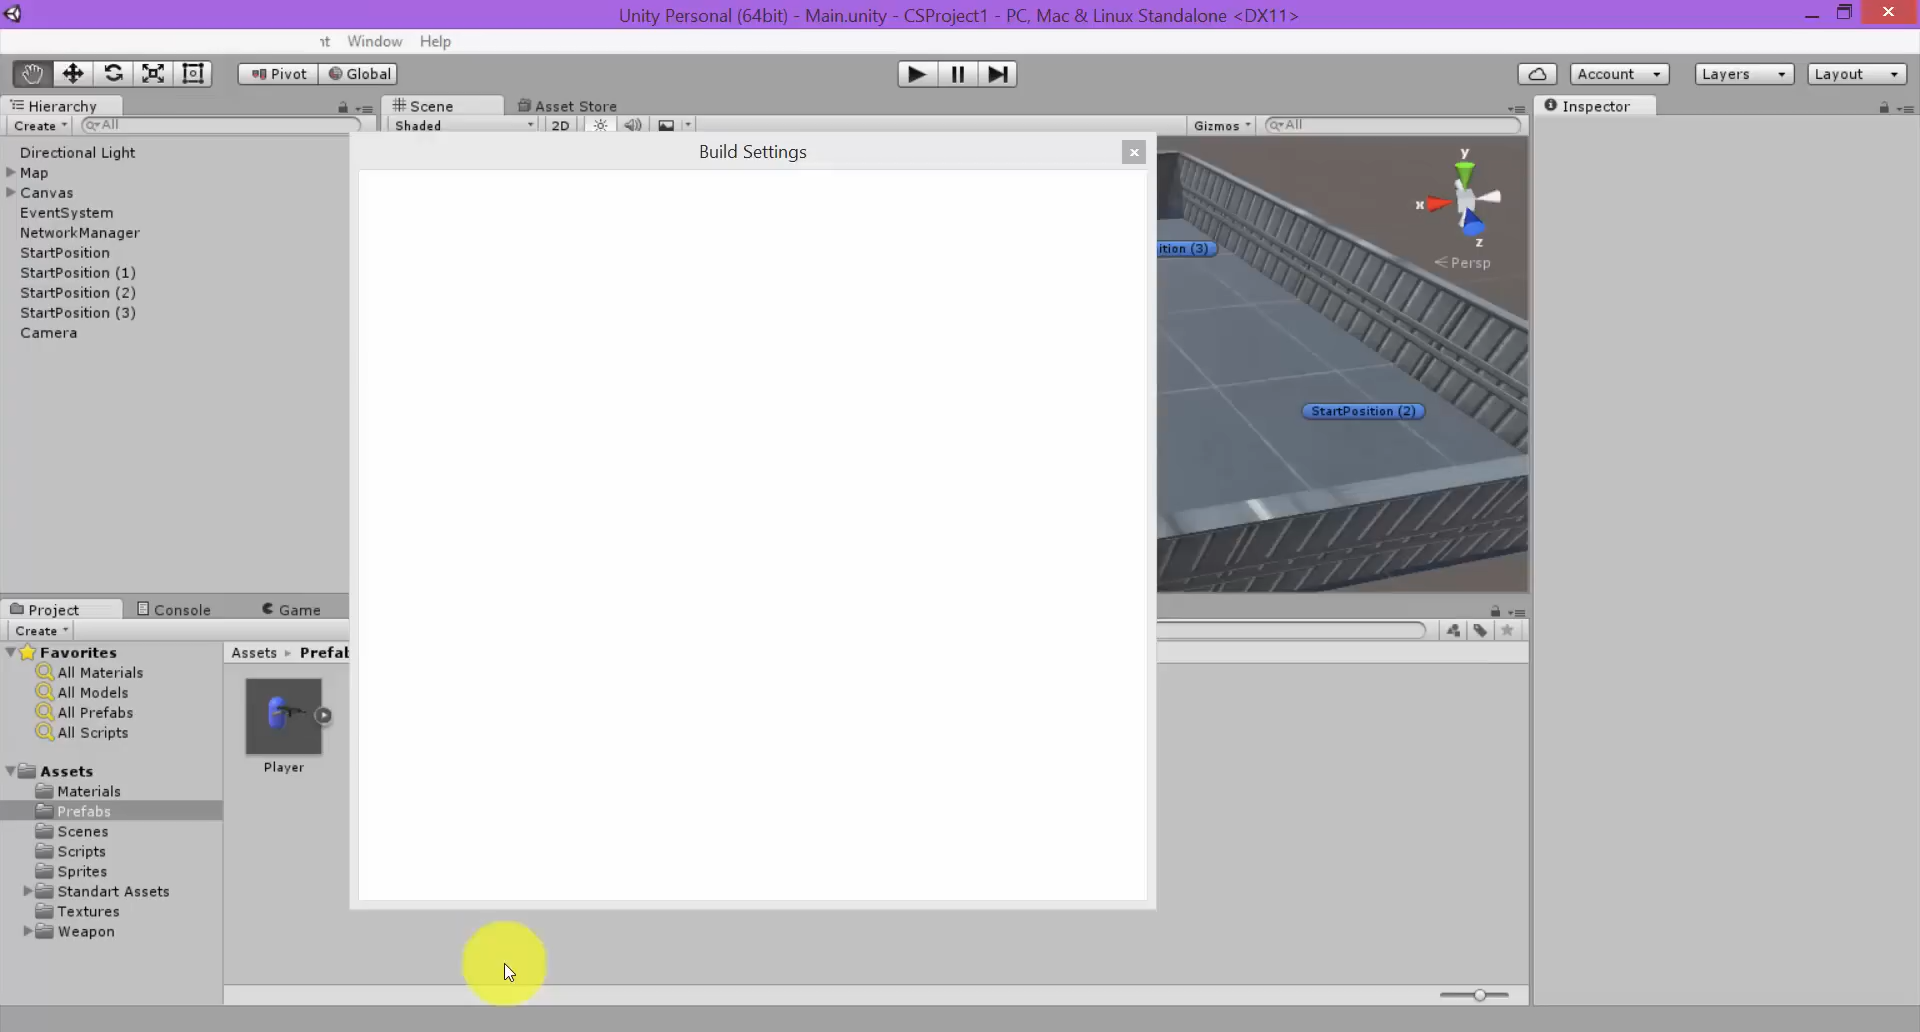 Unity Personal (64bit) - Main.unity - CSProject1 - PC, Mac & Linux Standalone <DX11>
nt Window Help
Pivot Global Account Layers Layout
Hierarchy Scene Asset Store Inspector
Create All Shaded 2D Gizmos All
Build Settings
Directional Light
Map
Canvas
EventSystem
NetworkManager
StartPosition
StartPosition (1)
StartPosition (2)
StartPosition (3)
Camera
y
x
z
Persp
ition (3)
StartPosition (2)
Project Console Game
Create
Favorites
All Materials
All Models
All Prefabs
All Scripts
Assets
Materials
Prefabs
Scenes
Scripts
Sprites
Standart Assets
Textures
Weapon
Assets Prefab
Player